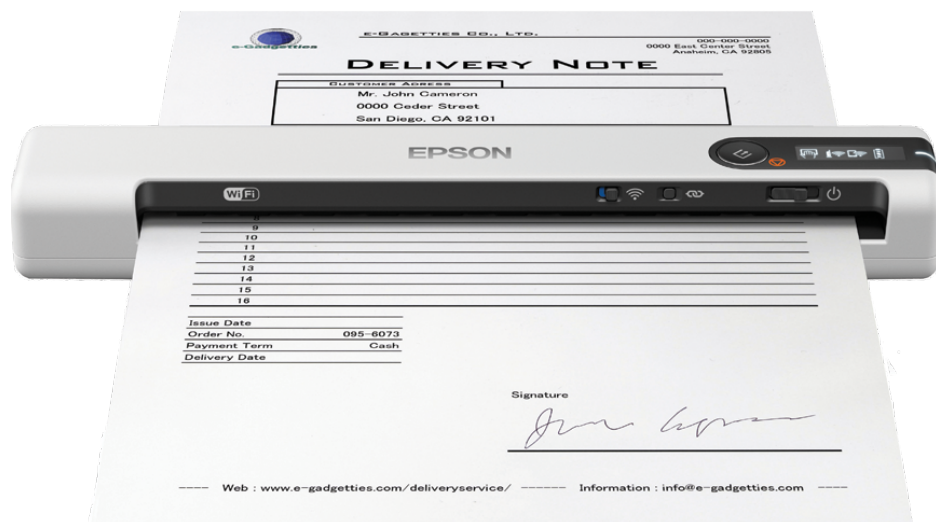 e-Gadgetties
e-Gagetties Co., Ltd.
000-000-0000
0000 East Center Street
Anaheim, CA 92805
Delivery Note
Customer Adress
Mr. John Cameron
0000 Ceder Street
San Diego, CA 92101
EPSON
WiFi
8
9
10
11
12
13
14
15
16
Issue Date
Order No. 095-6073
Payment Term Cash
Delivery Date
Signature
Web : www.e-gadgetties.com/deliveryservice/ Information : info@e-gadgetties.com